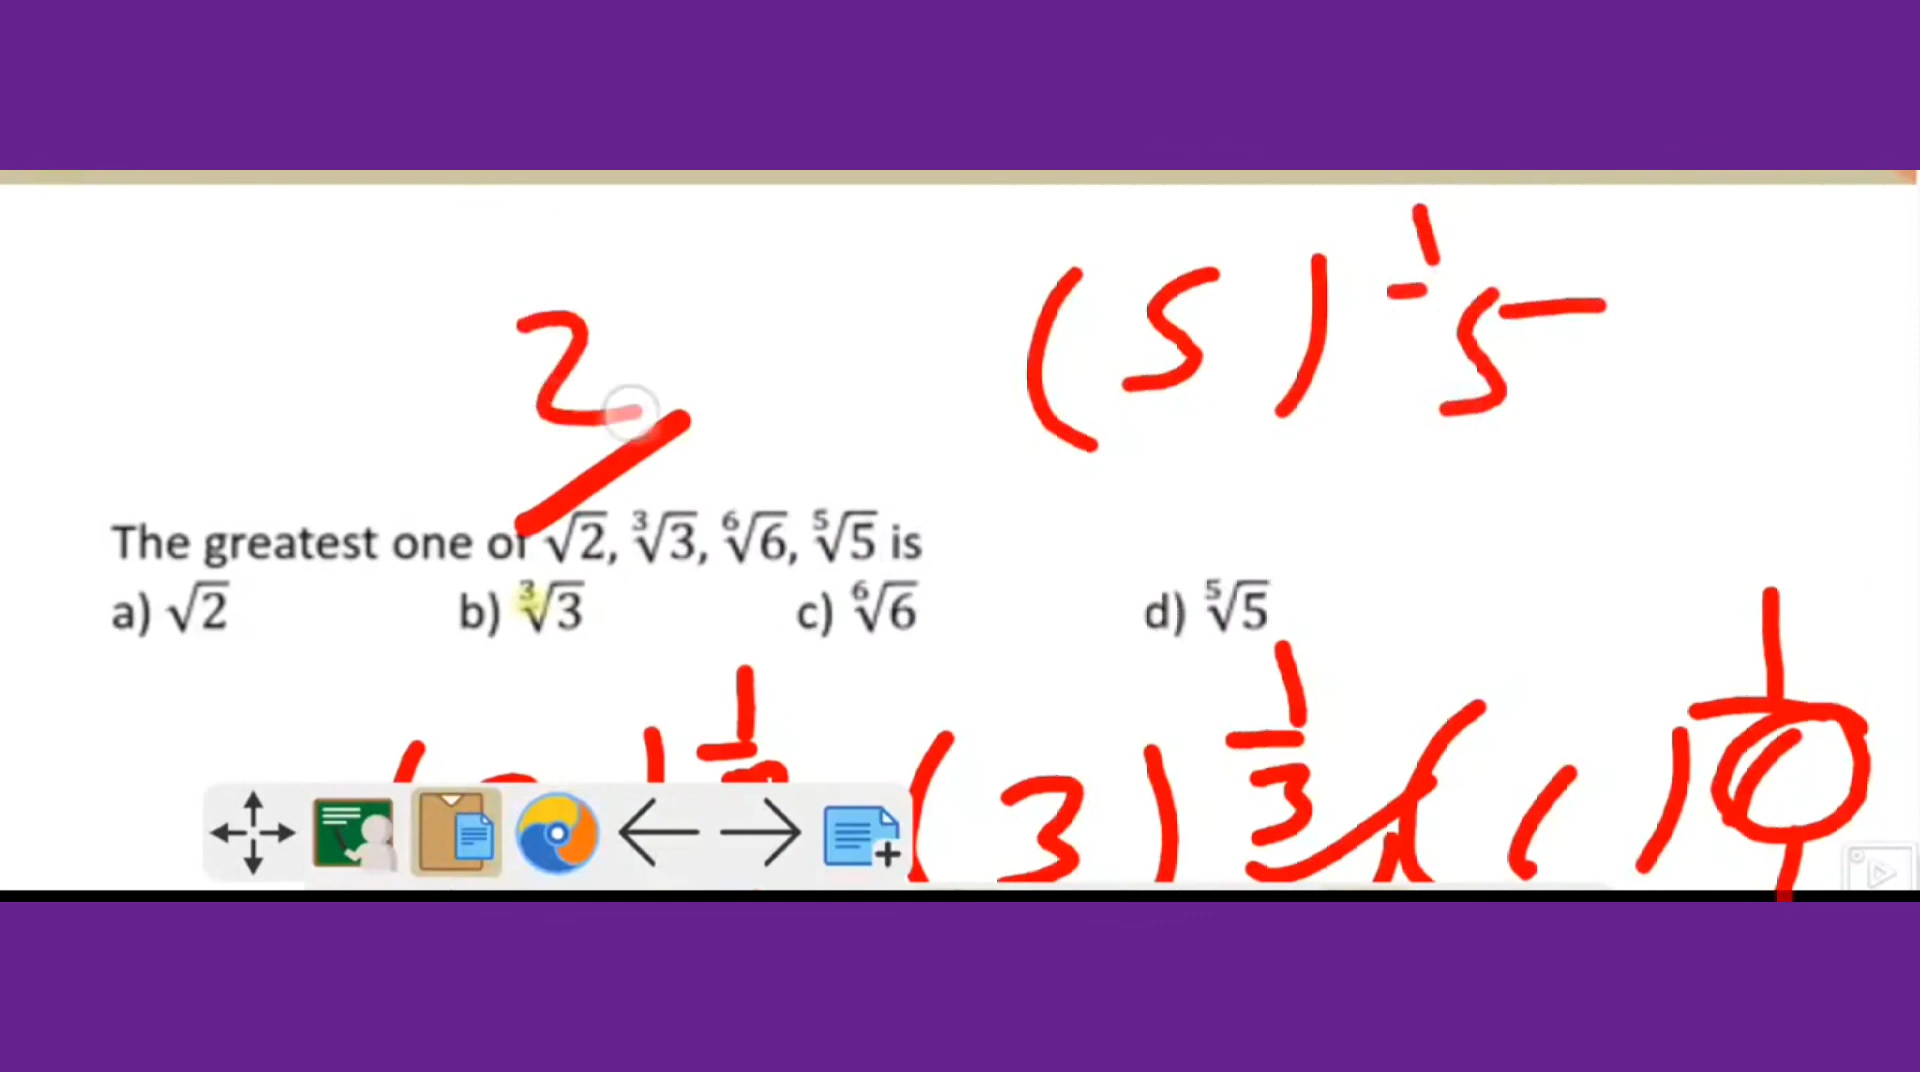 2
(5)^1/5
The greatest one of √2, ∛3, ⁶√6, ⁵√5 is
a) √2 b) ∛3 c) ⁶√6 d) ⁵√5
(3)^1/3